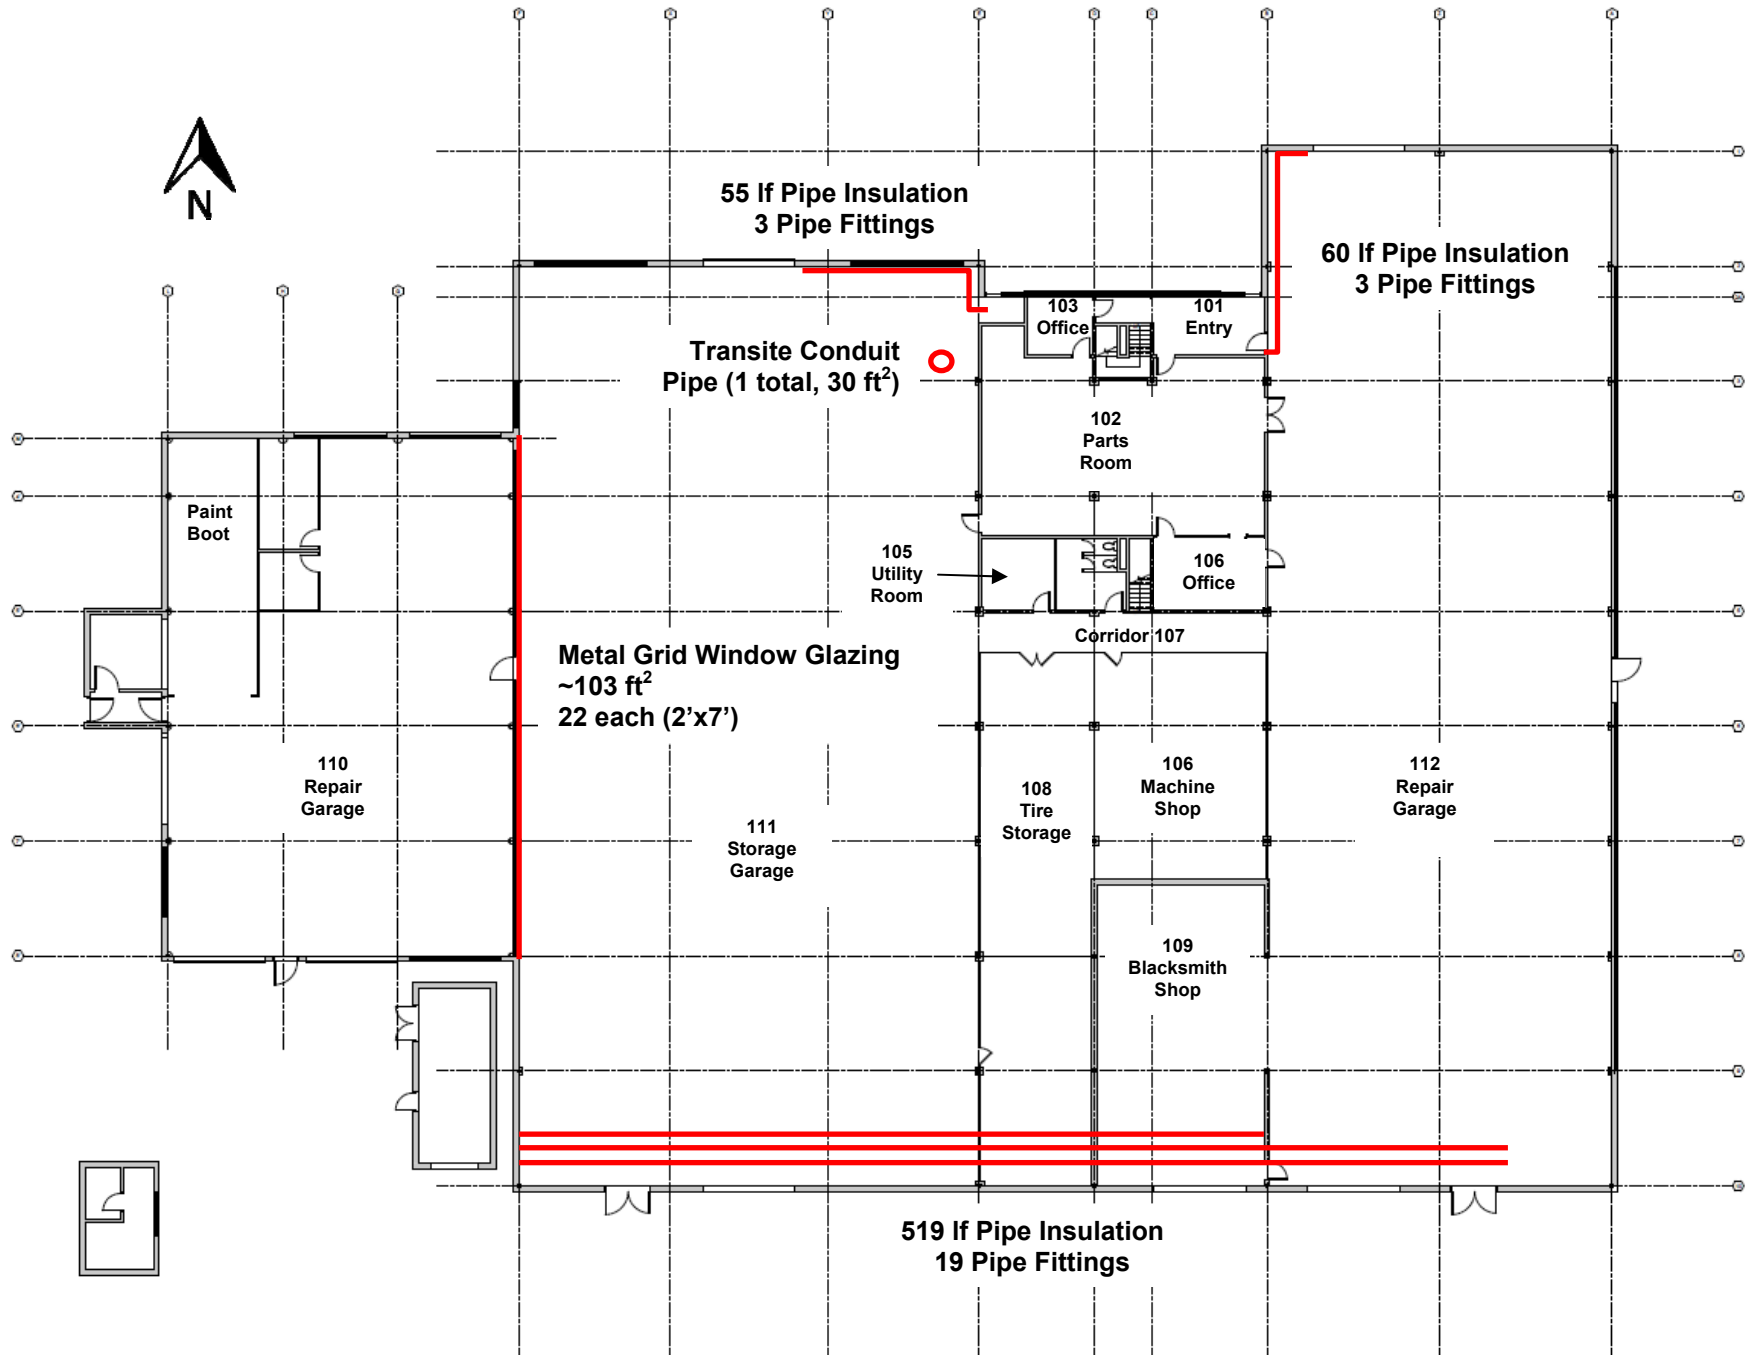 N
55 lf Pipe Insulation
3 Pipe Fittings
60 lf Pipe Insulation
3 Pipe Fittings
103
Office
101
Entry
Transite Conduit
Pipe (1 total, 30 ft²)
102
Parts
Room
Paint
Boot
105
Utility
Room
106
Office
Corridor 107
Metal Grid Window Glazing
~103 ft²
22 each (2'x7')
110
Repair
Garage
111
Storage
Garage
108
Tire
Storage
106
Machine
Shop
112
Repair
Garage
109
Blacksmith
Shop
519 lf Pipe Insulation
19 Pipe Fittings